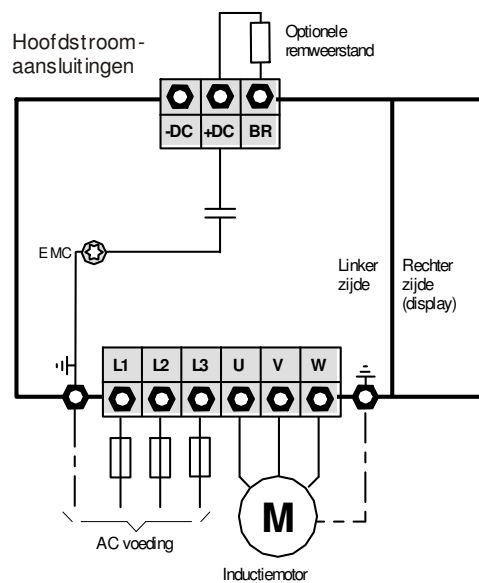 Hoofdstroom-
aansluitingen
Optionele
remweerstand
-DC +DC BR
EMC
Linker
zijde
Rechter
zijde
(display)
L1 L2 L3 U V W
M
AC voeding
Inductiemotor